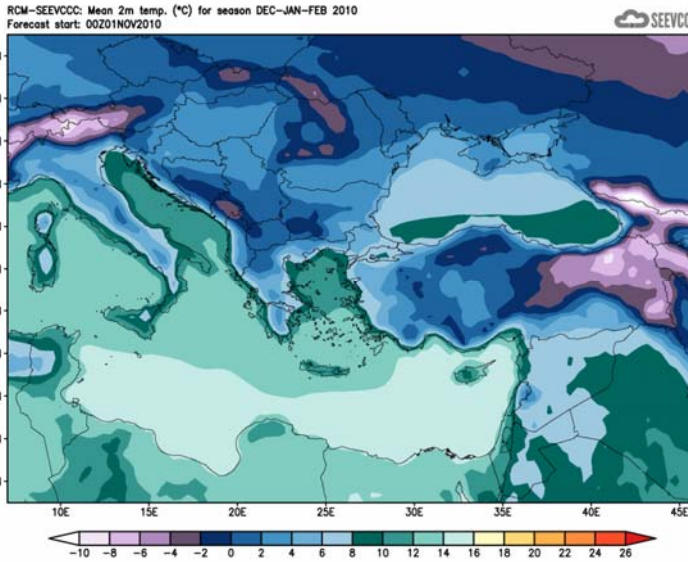 RCM-SEEVCCC: Mean 2m temp. (°C) for season DEC-JAN-FEB 2010
Forecast start: 00Z01NOV2010
SEEVCC
10E 15E 20E 25E 30E 35E 40E 45E
-10 -8 -6 -4 -2 0 2 4 6 8 10 12 14 16 18 20 22 24 26